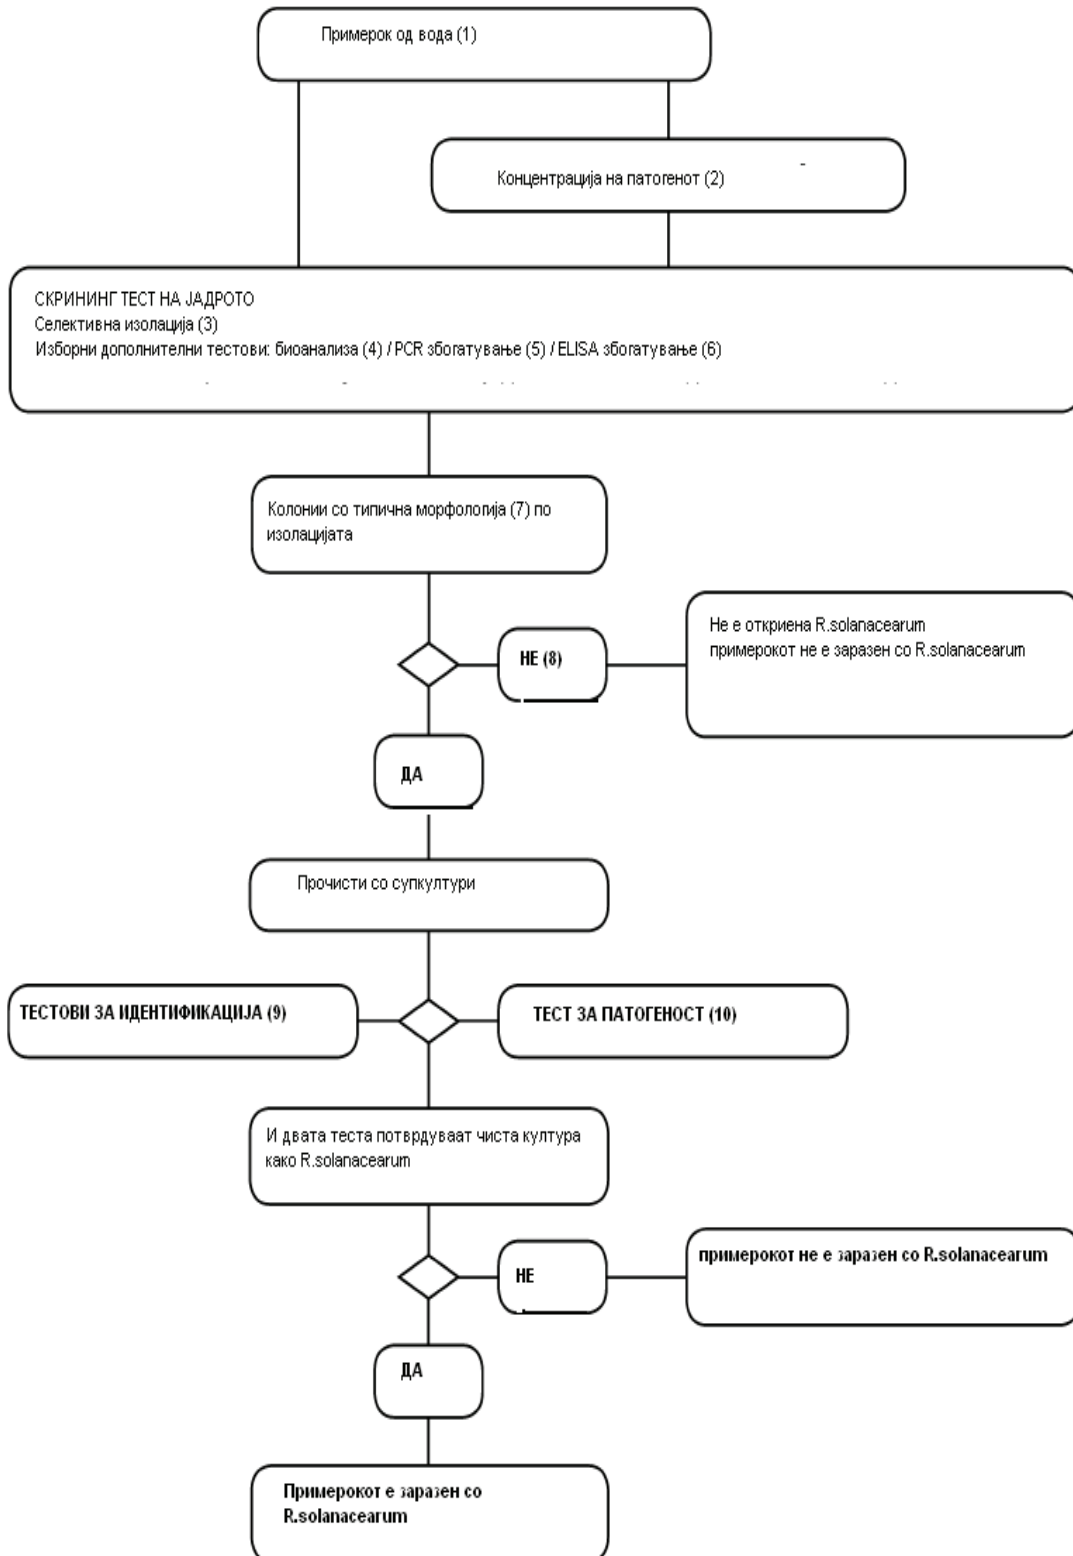 Примерок од вода (1)
Концентрација на патогенот (2)
СКРИНИНГ ТЕСТ НА ЈАДРОТО
Селективна изолација (3)
Изборни дополнителни тестови: биоанализа (4) / PCR збогатување (5) / ELISA збогатување (6)
Колонии со типична морфологија (7) по
изолацијата
НЕ (8)
Не е откриена R.solanacearum
примерокот не е заразен со R.solanacearum
ДА
Прочисти со супкултури
ТЕСТОВИ ЗА ИДЕНТИФИКАЦИЈА (9)
ТЕСТ ЗА ПАТОГЕНОСТ (10)
И двата теста потврдуваат чиста култура
како R.solanacearum
НЕ
примерокот не е заразен со R.solanacearum
ДА
Примерокот е заразен со
R.solanacearum